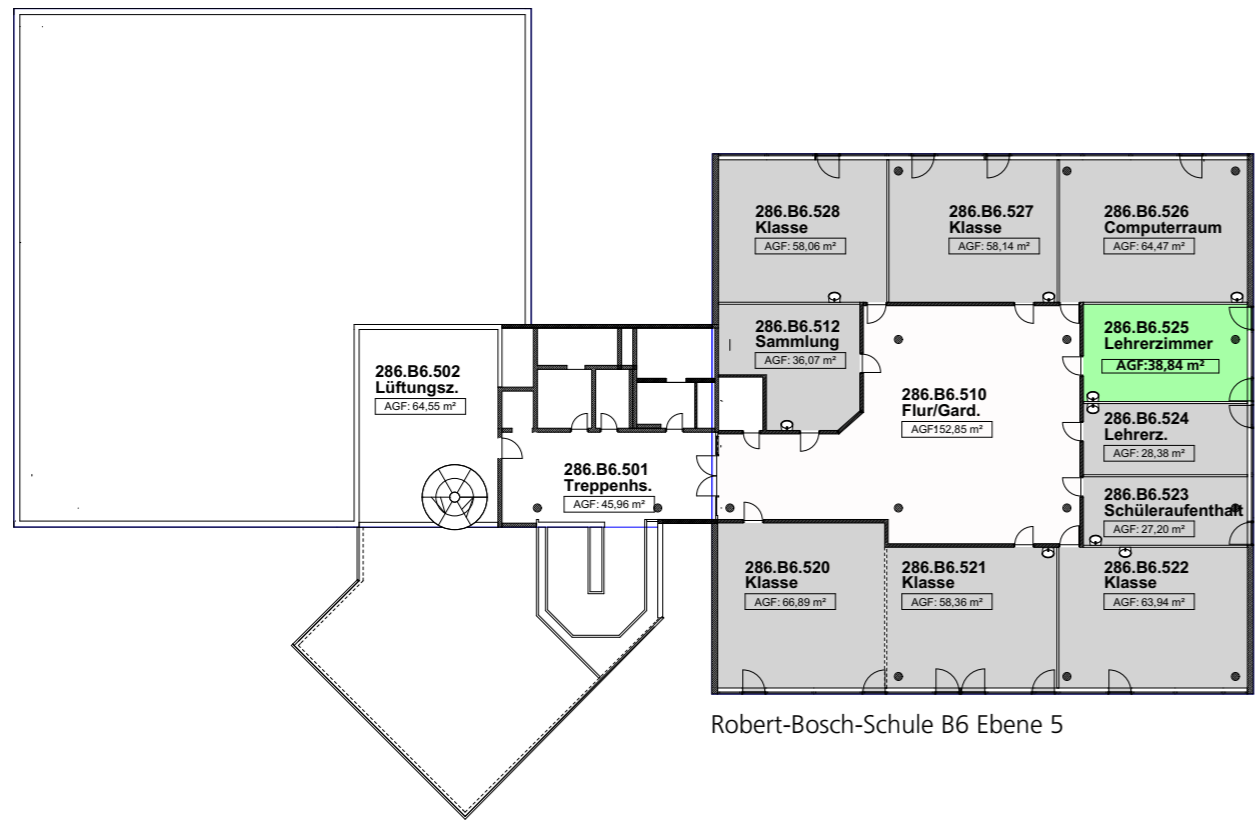 286.B6.528
Klasse
AGF: 58,06 m²
286.B6.527
Klasse
AGF: 58,14 m²
286.B6.526
Computerraum
AGF: 64,47 m²
286.B6.512
Sammlung
AGF: 36,07 m²
286.B6.525
Lehrerzimmer
AGF:38,84 m²
286.B6.502
Lüftungsz.
AGF: 64,55 m²
286.B6.510
Flur/Gard.
AGF152,85 m²
286.B6.524
Lehrerz.
AGF: 28,38 m²
286.B6.501
Treppenhs.
AGF: 45,96 m²
286.B6.523
Schüleraufenthalt
AGF: 27,20 m²
286.B6.520
Klasse
AGF: 66,89 m²
286.B6.521
Klasse
AGF: 58,36 m²
286.B6.522
Klasse
AGF: 63,94 m²
Robert-Bosch-Schule B6 Ebene 5